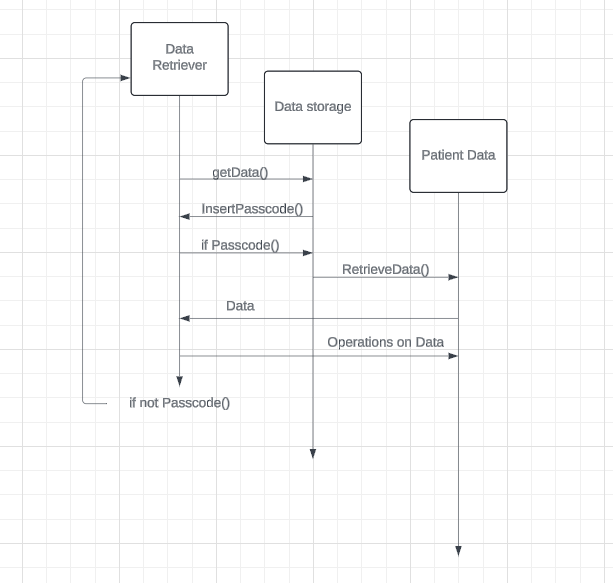 Data
Retriever
Data storage
Patient Data
getData()
InsertPasscode()
if Passcode()
RetrieveData()
Data
Operations on Data
if not Passcode()